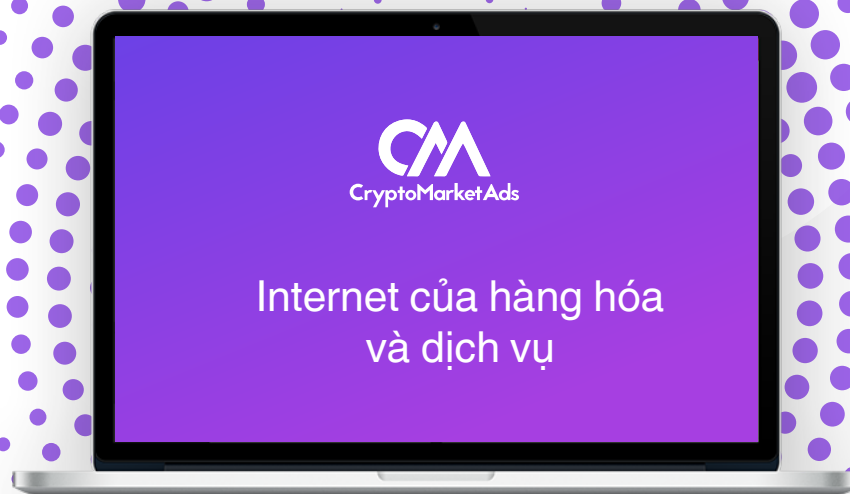 CM
CryptoMarketAds
Internet của hàng hóa
và dịch vụ